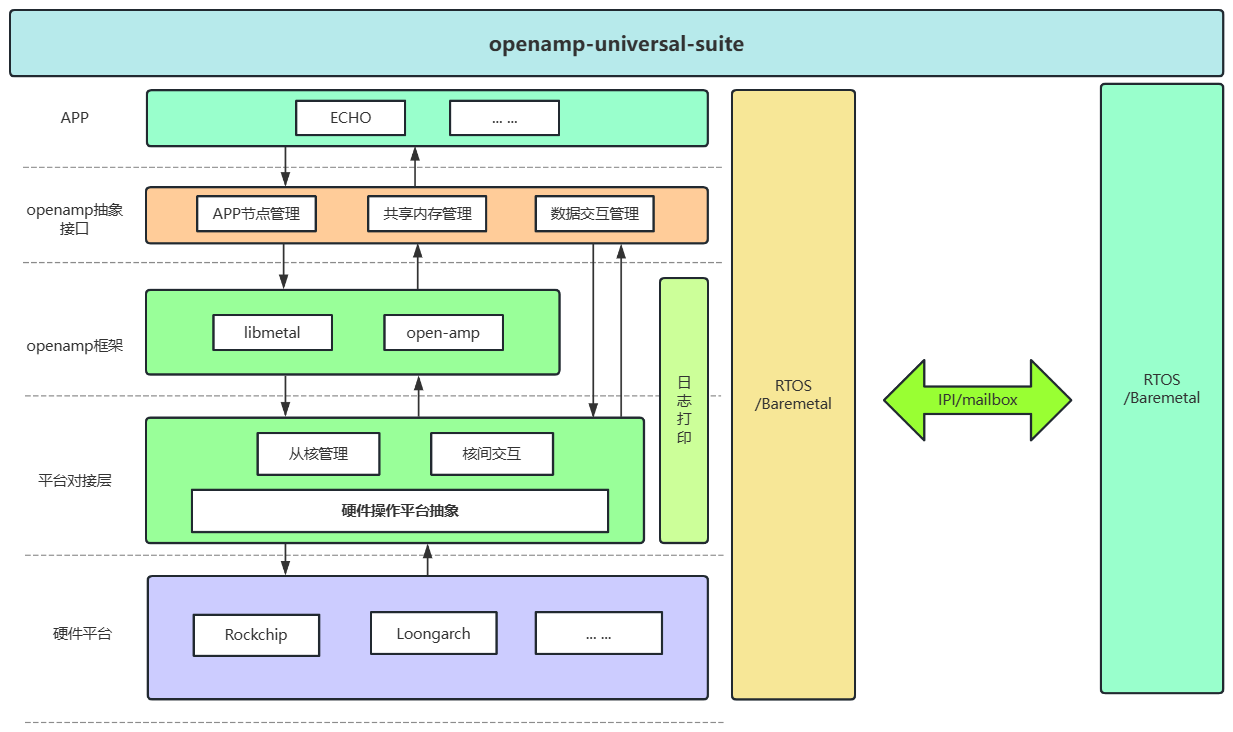 openamp-universal-suite
APP
ECHO
... ...
openamp抽象
接口
APP节点管理
共享内存管理
数据交互管理
openamp框架
libmetal
open-amp
日
志
打
印
平台对接层
从核管理
核间交互
硬件操作平台抽象
硬件平台
Rockchip
Loongarch
... ...
RTOS
/Baremetal
IPI/mailbox
RTOS
/Baremetal